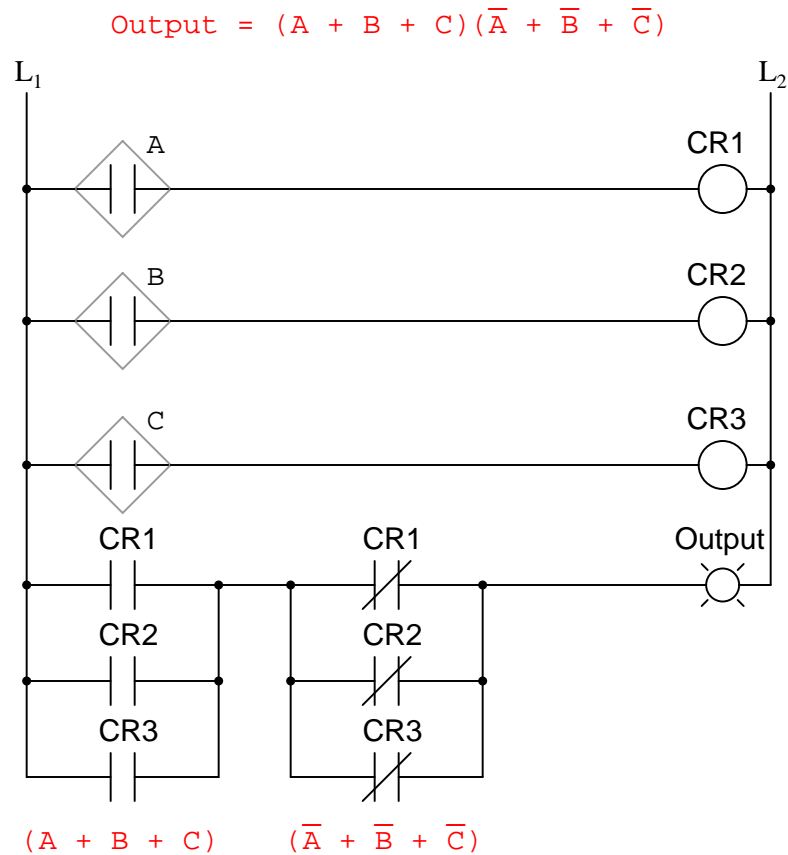 Output = (A + B + C)(A̅ + B̅ + C̅)
L₁ L₂
A CR1
B CR2
C CR3
CR1 CR1 Output
CR2 CR2
CR3 CR3
(A + B + C) (A̅ + B̅ + C̅)